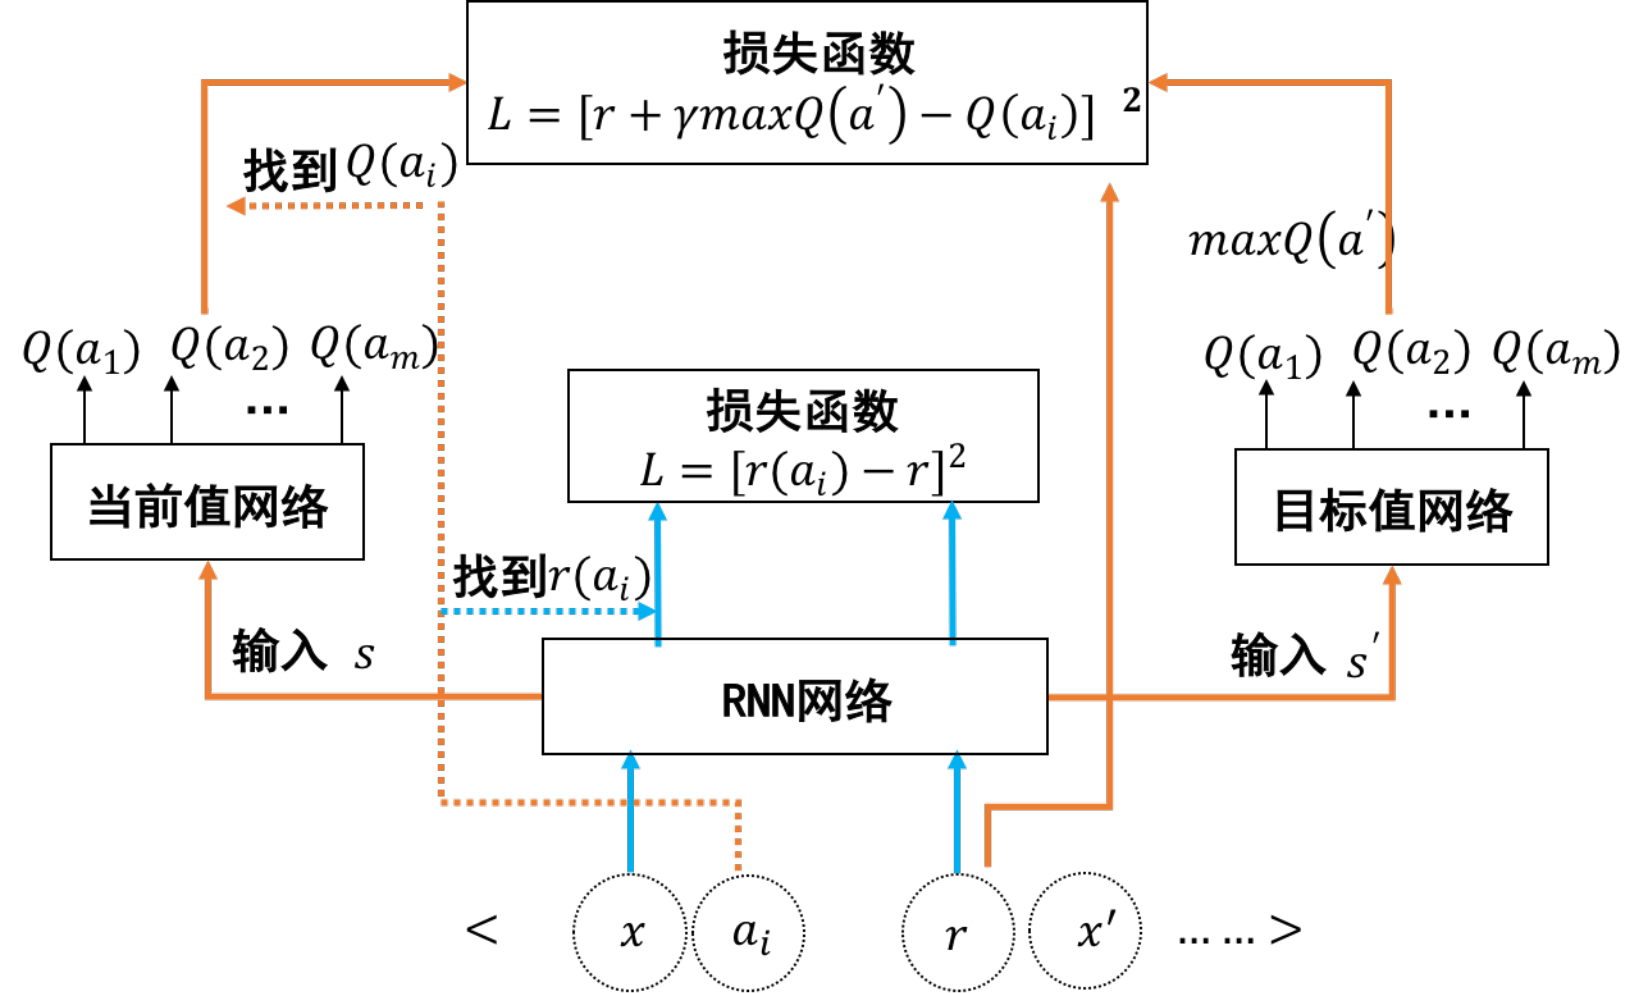 损失函数
L = [r + γmaxQ(a′) − Q(aᵢ)] ²
找到 Q(aᵢ)
maxQ(a′)
Q(a₁) Q(a₂) Q(aₘ)
...
Q(a₁) Q(a₂) Q(aₘ)
...
损失函数
L = [r(aᵢ) − r]²
当前值网络
目标值网络
找到r(aᵢ)
输入 s
输入 s′
RNN网络
< x aᵢ r x′ ... ... >